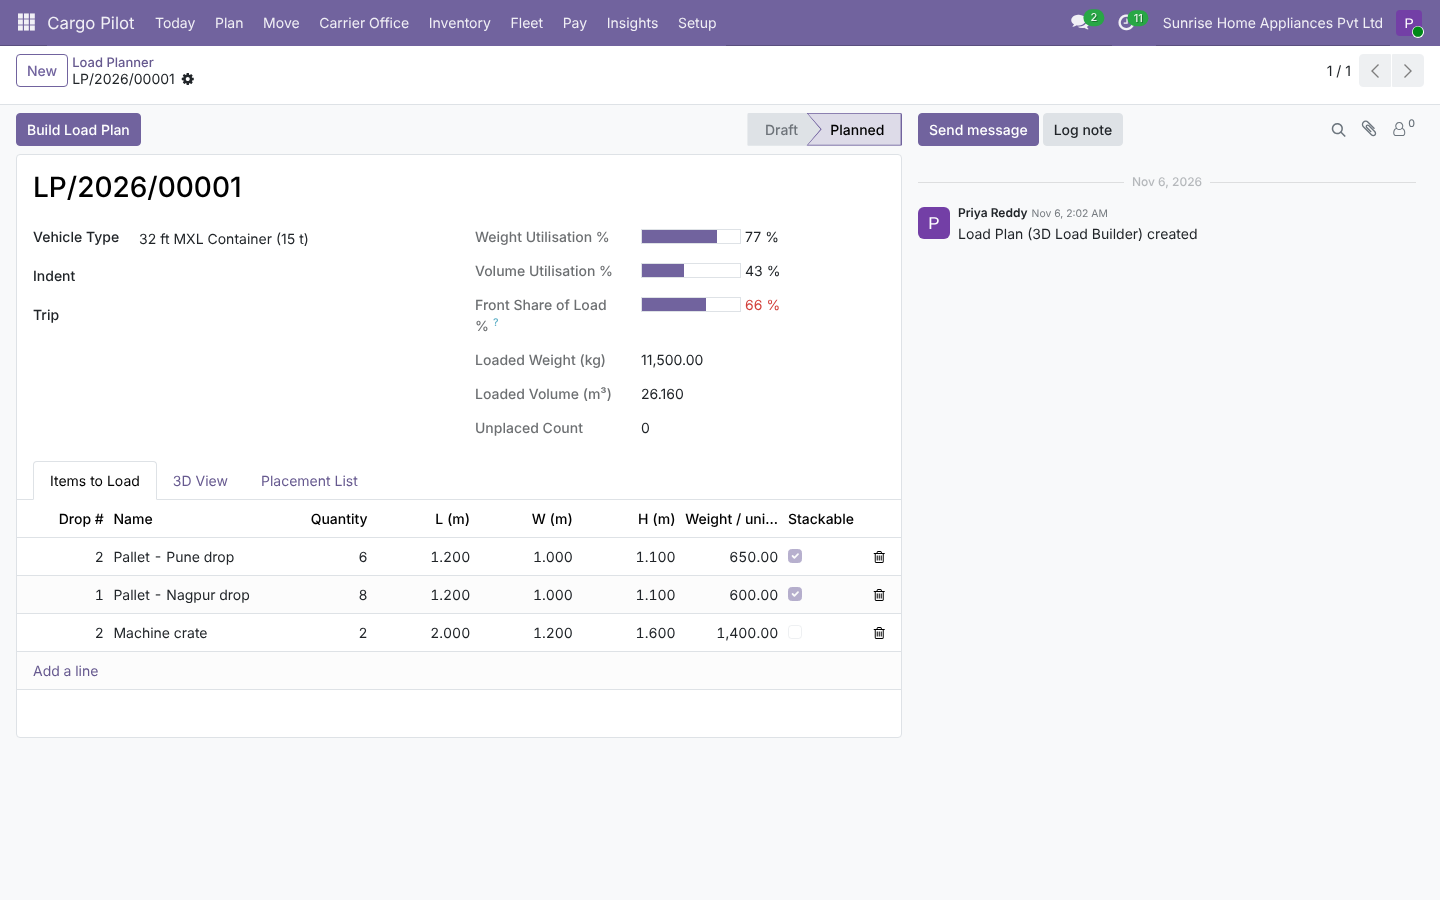 Cargo Pilot Today Plan Move Carrier Office Inventory Fleet Pay Insights Setup 2 11 Sunrise Home Appliances Pvt Ltd P
New Load Planner
LP/2026/00001
1 / 1
Build Load Plan Draft Planned Send message Log note 0
LP/2026/00001
Vehicle Type 32 ft MXL Container (15 t)
Indent
Trip
Weight Utilisation % 77 %
Volume Utilisation % 43 %
Front Share of Load % ? 66 %
Loaded Weight (kg) 11,500.00
Loaded Volume (m³) 26.160
Unplaced Count 0
Items to Load 3D View Placement List
Drop # Name Quantity L (m) W (m) H (m) Weight / uni... Stackable
2 Pallet - Pune drop 6 1.200 1.000 1.100 650.00
1 Pallet - Nagpur drop 8 1.200 1.000 1.100 600.00
2 Machine crate 2 2.000 1.200 1.600 1,400.00
Add a line
Nov 6, 2026
P Priya Reddy Nov 6, 2:02 AM
Load Plan (3D Load Builder) created